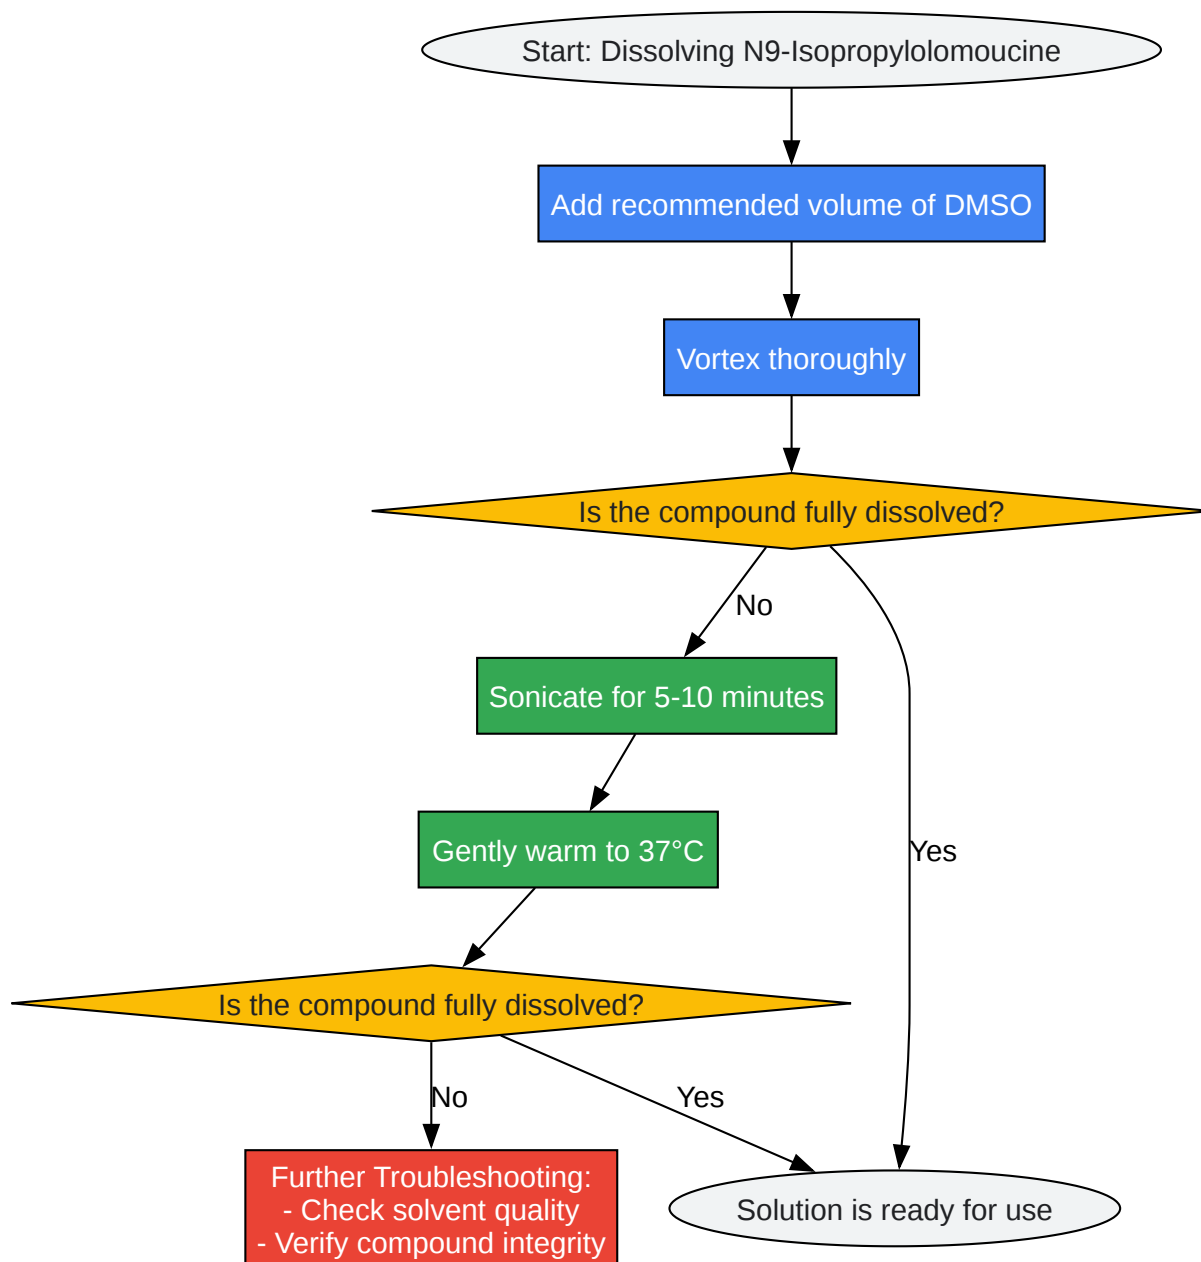 Start: Dissolving N9-Isopropylolomoucine
Add recommended volume of DMSO
Vortex thoroughly
Is the compound fully dissolved?
No
Sonicate for 5-10 minutes
Gently warm to 37°C
Yes
Is the compound fully dissolved?
No
Yes
Further Troubleshooting:
- Check solvent quality
- Verify compound integrity
Solution is ready for use